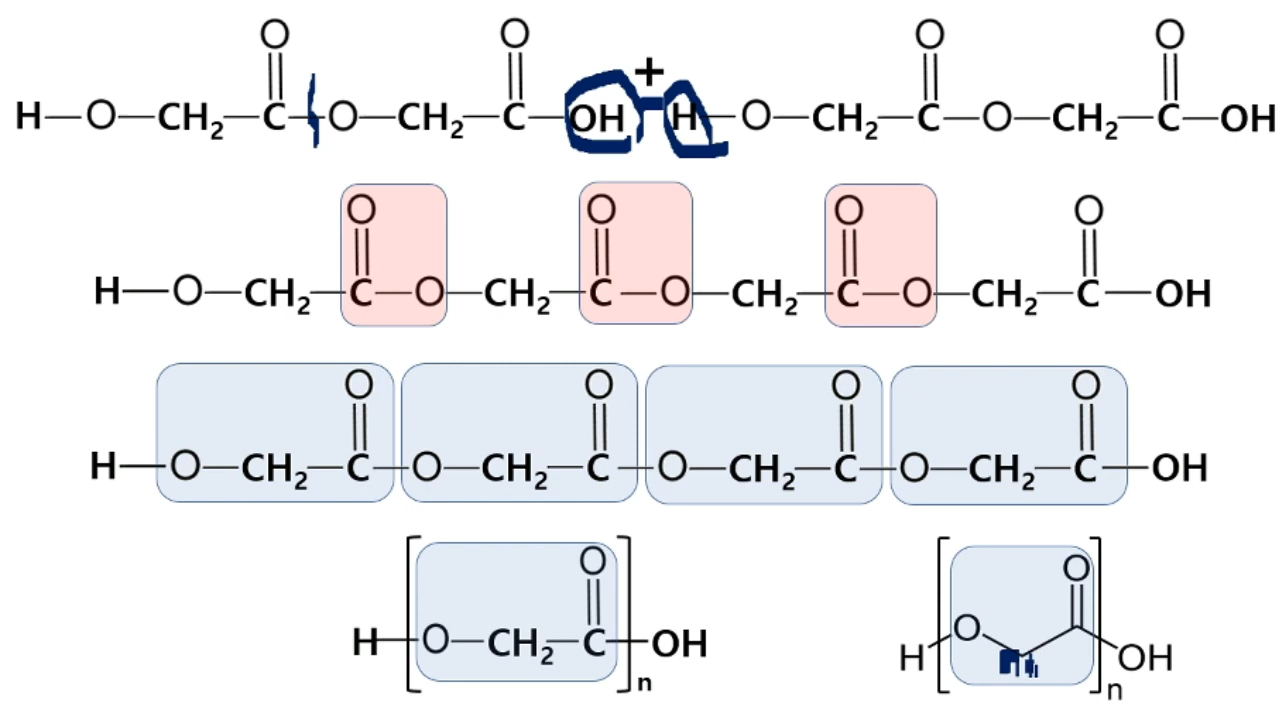 O O O O
H—O—CH₂—C—O—CH₂—C—OH + H—O—CH₂—C—O—CH₂—C—OH
O O O O
H—O—CH₂—C—O—CH₂—C—O—CH₂—C—O—CH₂—C—OH
O O O O
H—O—CH₂—C—O—CH₂—C—O—CH₂—C—O—CH₂—C—OH
O O
H—[O—CH₂—C]n—OH H [O ]n OH